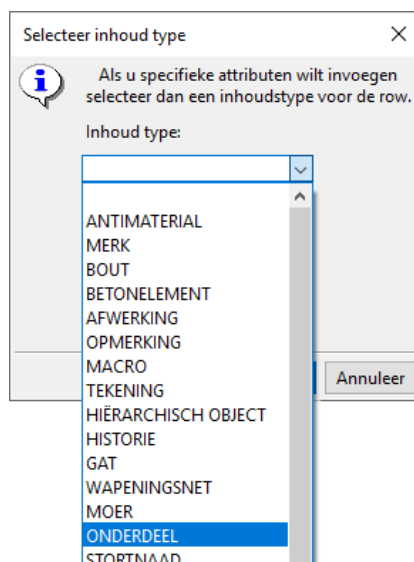 Selecteer inhoud type
Als u specifieke attributen wilt invoegen
selecteer dan een inhoudstype voor de row.
Inhoud type:
ANTIMATERIAL
MERK
BOUT
BETONELEMENT
AFWERKING
OPMERKING
MACRO
TEKENING
HIËRARCHISCH OBJECT
HISTORIE
GAT
WAPENINGSNET
MOER
ONDERDEEL
STORTNAAD
Annuleer